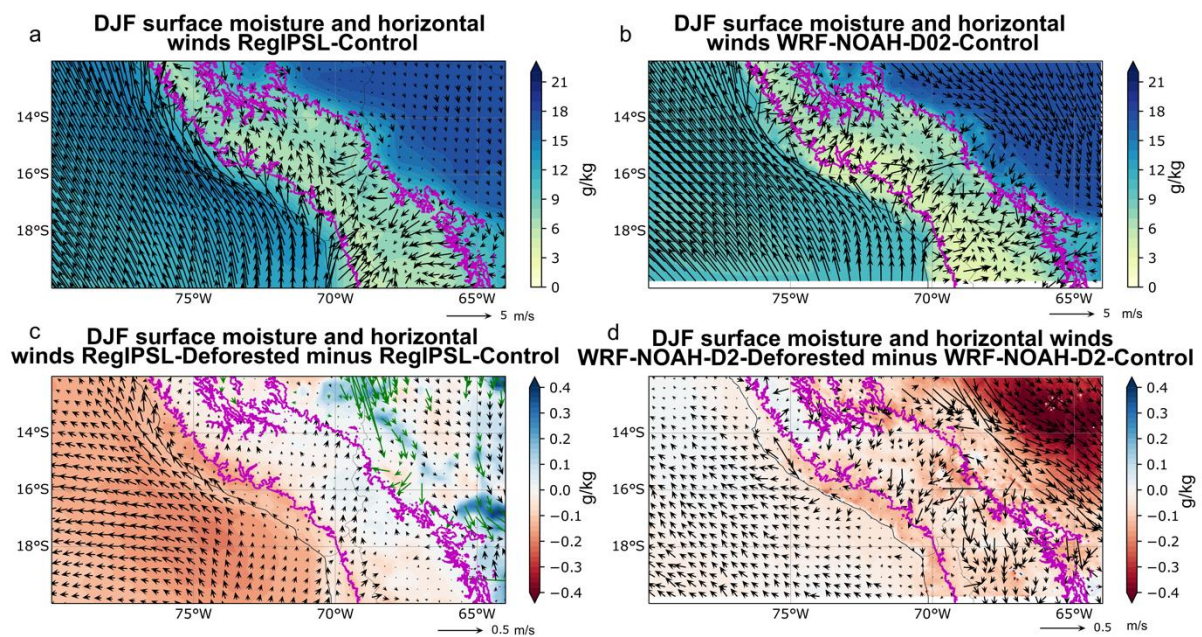 a
DJF surface moisture and horizontal
winds RegIPSL-Control
14°S
16°S
18°S
75°W
70°W
65°W
21
18
15
12
9
6
3
0
g/kg
5 m/s
b
DJF surface moisture and horizontal
winds WRF-NOAH-D02-Control
14°S
16°S
18°S
75°W
70°W
65°W
21
18
15
12
9
6
3
0
g/kg
5 m/s
c
DJF surface moisture and horizontal
winds RegIPSL-Deforested minus RegIPSL-Control
14°S
16°S
18°S
75°W
70°W
65°W
0.4
0.3
0.2
0.1
0.0
−0.1
−0.2
−0.3
−0.4
g/kg
0.5 m/s
d
DJF surface moisture and horizontal winds
WRF-NOAH-D2-Deforested minus WRF-NOAH-D2-Control
14°S
16°S
18°S
75°W
70°W
65°W
0.4
0.3
0.2
0.1
0.0
−0.1
−0.2
−0.3
−0.4
g/kg
0.5 m/s